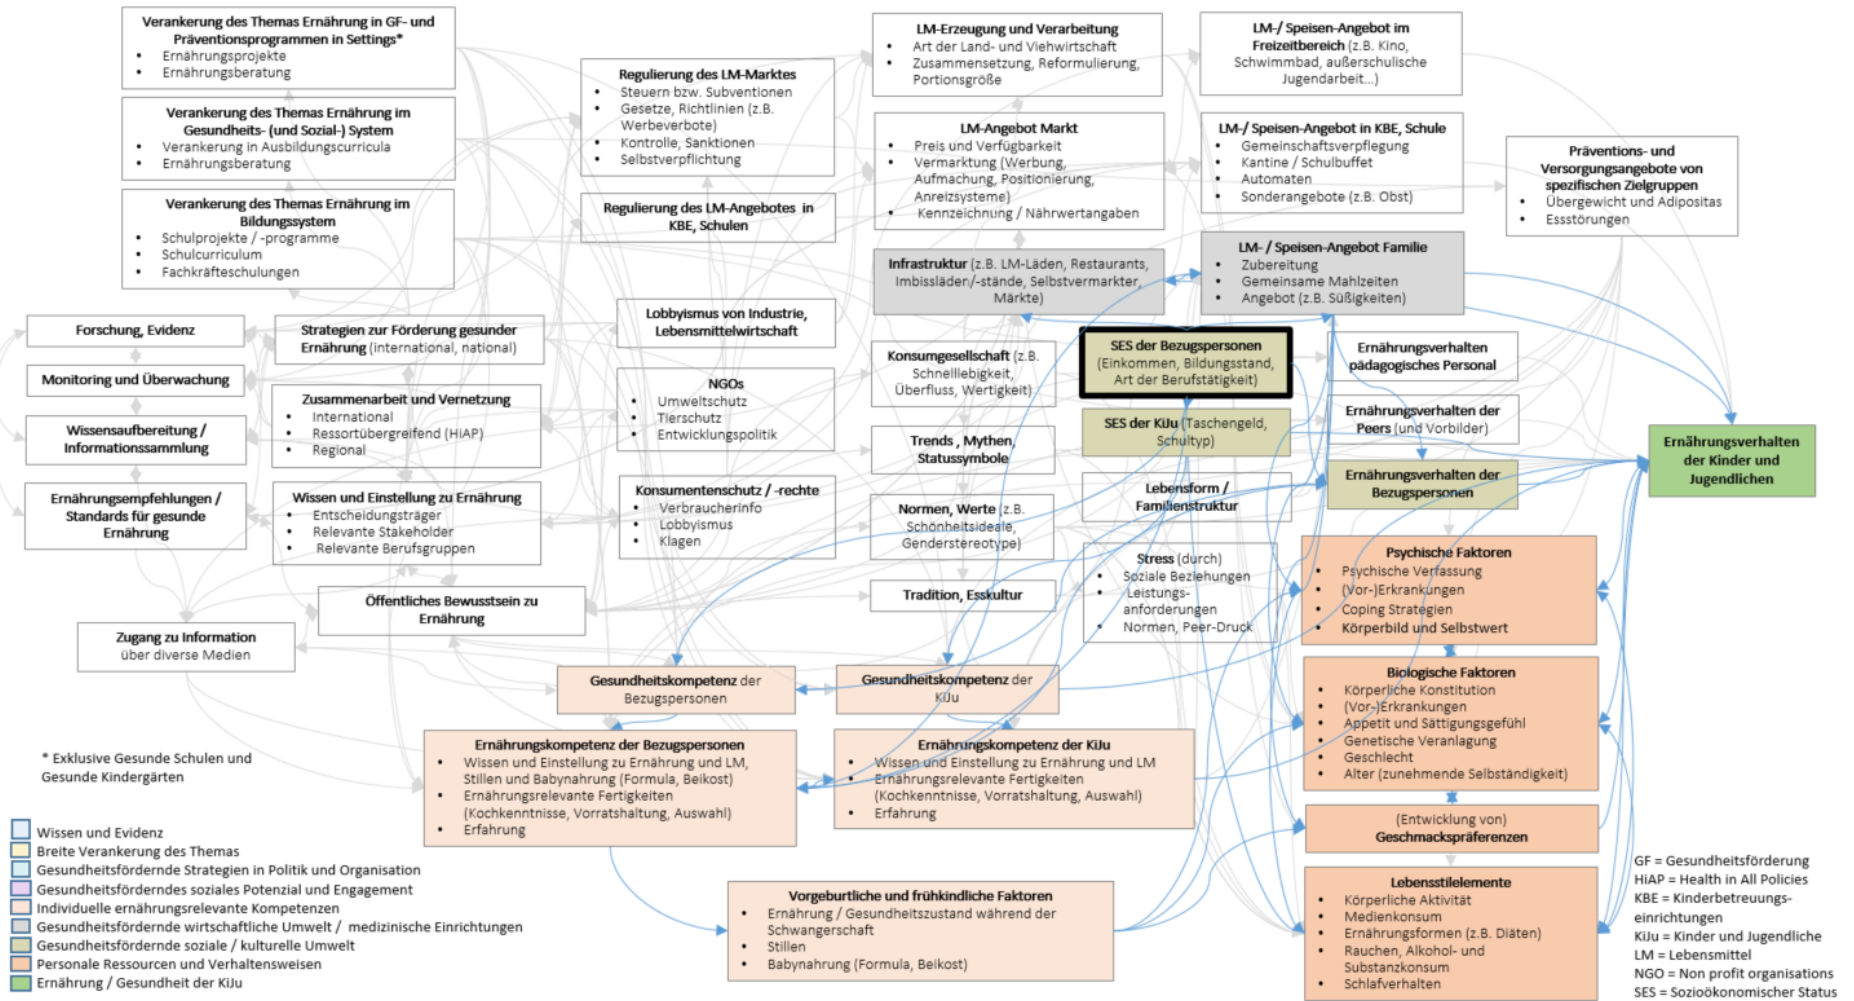 Verankerung des Themas Ernährung in GF- und
Präventionsprogrammen in Settings*
• Ernährungsprojekte
• Ernährungsberatung
Verankerung des Themas Ernährung im
Gesundheits- (und Sozial-) System
• Verankerung in Ausbildungscurricula
• Ernährungsberatung
Verankerung des Themas Ernährung im
Bildungssystem
• Schulprojekte / -programme
• Schulcurriculum
• Fachkräfteschulungen
Regulierung des LM-Marktes
• Steuern bzw. Subventionen
• Gesetze, Richtlinien (z.B.
Werbeverbote)
• Kontrolle, Sanktionen
• Selbstverpflichtung
Regulierung des LM-Angebotes in
KBE, Schulen
LM-Erzeugung und Verarbeitung
• Art der Land- und Viehwirtschaft
• Zusammensetzung, Reformulierung,
Portionsgröße
LM-Angebot Markt
• Preis und Verfügbarkeit
• Vermarktung (Werbung,
Aufmachung, Positionierung,
Anreizsysteme)
• Kennzeichnung / Nährwertangaben
Infrastruktur (z.B. LM-Läden, Restaurants,
Imbissläden/-stände, Selbstvermarkter,
Märkte)
LM-/ Speisen-Angebot im
Freizeitbereich (z.B. Kino,
Schwimmbad, außerschulische
Jugendarbeit...)
LM-/ Speisen-Angebot in KBE, Schule
• Gemeinschaftsverpflegung
• Kantine / Schulbuffet
• Automaten
• Sonderangebote (z.B. Obst)
LM- / Speisen-Angebot Familie
• Zubereitung
• Gemeinsame Mahlzeiten
• Angebot (z.B. Süßigkeiten)
Präventions- und
Versorgungsangebote von
spezifischen Zielgruppen
• Übergewicht und Adipositas
• Essstörungen
Forschung, Evidenz
Monitoring und Überwachung
Wissensaufbereitung /
Informationssammlung
Ernährungsempfehlungen /
Standards für gesunde
Ernährung
Strategien zur Förderung gesunder
Ernährung (international, national)
Zusammenarbeit und Vernetzung
• International
• Ressortübergreifend (HiAP)
• Regional
Wissen und Einstellung zu Ernährung
• Entscheidungsträger
• Relevante Stakeholder
• Relevante Berufsgruppen
Öffentliches Bewusstsein zu
Ernährung
Zugang zu Information
über diverse Medien
Lobbyismus von Industrie,
Lebensmittelwirtschaft
NGOs
• Umweltschutz
• Tierschutz
• Entwicklungspolitik
Konsumentenschutz / -rechte
• Verbraucherinfo
• Lobbyismus
• Klagen
Konsumgesellschaft (z.B.
Schnelllebigkeit,
Überfluss, Wertigkeit)
Trends , Mythen,
Statussymbole
Normen, Werte (z.B.
Schönheitsideale,
Genderstereotype)
Tradition, Esskultur
SES der Bezugspersonen
(Einkommen, Bildungsstand,
Art der Berufstätigkeit)
SES der KiJu (Taschengeld,
Schultyp)
Lebensform /
Familienstruktur
Stress (durch)
• Soziale Beziehungen
• Leistungs-
anforderungen
• Normen, Peer-Druck
Ernährungsverhalten
pädagogisches Personal
Ernährungsverhalten der
Peers (und Vorbilder)
Ernährungsverhalten der
Bezugspersonen
Ernährungsverhalten
der Kinder und
Jugendlichen
Psychische Faktoren
• Psychische Verfassung
• (Vor-)Erkrankungen
• Coping Strategien
• Körperbild und Selbstwert
Biologische Faktoren
• Körperliche Konstitution
• (Vor-)Erkrankungen
• Appetit und Sättigungsgefühl
• Genetische Veranlagung
• Geschlecht
• Alter (zunehmende Selbständigkeit)
(Entwicklung von)
Geschmackspräferenzen
Lebensstilelemente
• Körperliche Aktivität
• Medienkonsum
• Ernährungsformen (z.B. Diäten)
• Rauchen, Alkohol- und
Substanzkonsum
• Schlafverhalten
Gesundheitskompetenz der
Bezugspersonen
Gesundheitskompetenz der
KiJu
Ernährungskompetenz der Bezugspersonen
• Wissen und Einstellung zu Ernährung und LM,
Stillen und Babynahrung (Formula, Beikost)
• Ernährungsrelevante Fertigkeiten
(Kochkenntnisse, Vorratshaltung, Auswahl)
• Erfahrung
Ernährungskompetenz der KiJu
• Wissen und Einstellung zu Ernährung und LM
• Ernährungsrelevante Fertigkeiten
(Kochkenntnisse, Vorratshaltung, Auswahl)
• Erfahrung
Vorgeburtliche und frühkindliche Faktoren
• Ernährung / Gesundheitszustand während der
Schwangerschaft
• Stillen
• Babynahrung (Formula, Beikost)
* Exklusive Gesunde Schulen und
Gesunde Kindergärten
Wissen und Evidenz
Breite Verankerung des Themas
Gesundheitsfördernde Strategien in Politik und Organisation
Gesundheitsförderndes soziales Potenzial und Engagement
Individuelle ernährungsrelevante Kompetenzen
Gesundheitsfördernde wirtschaftliche Umwelt / medizinische Einrichtungen
Gesundheitsfördernde soziale / kulturelle Umwelt
Personale Ressourcen und Verhaltensweisen
Ernährung / Gesundheit der KiJu
GF = Gesundheitsförderung
HiAP = Health in All Policies
KBE = Kinderbetreuungs-
einrichtungen
KiJu = Kinder und Jugendliche
LM = Lebensmittel
NGO = Non profit organisations
SES = Sozioökonomischer Status